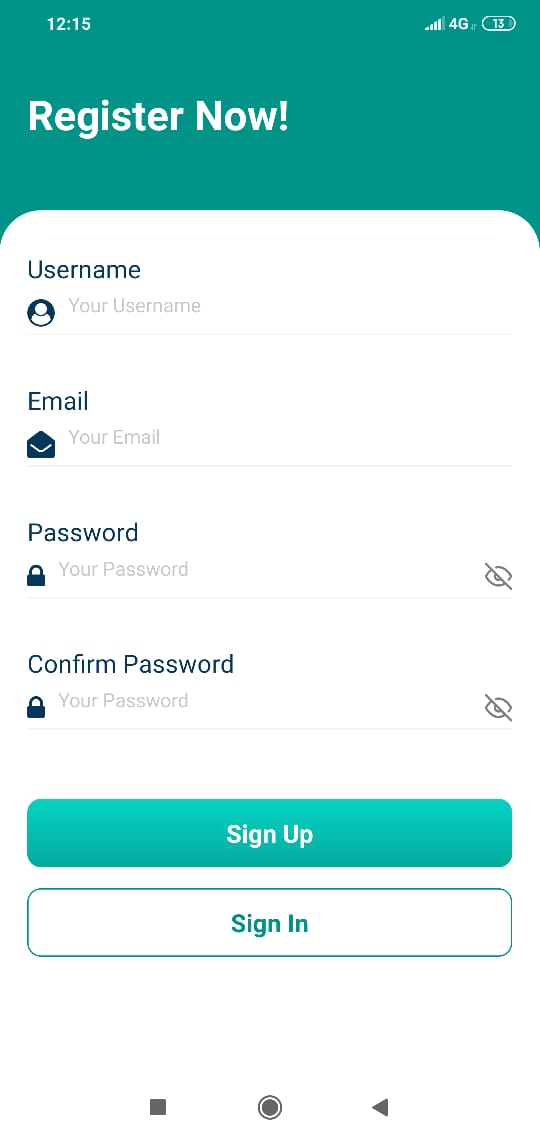 12:15
4G 13
Register Now!
Username
Your Username
Email
Your Email
Password
Your Password
Confirm Password
Your Password
Sign Up
Sign In